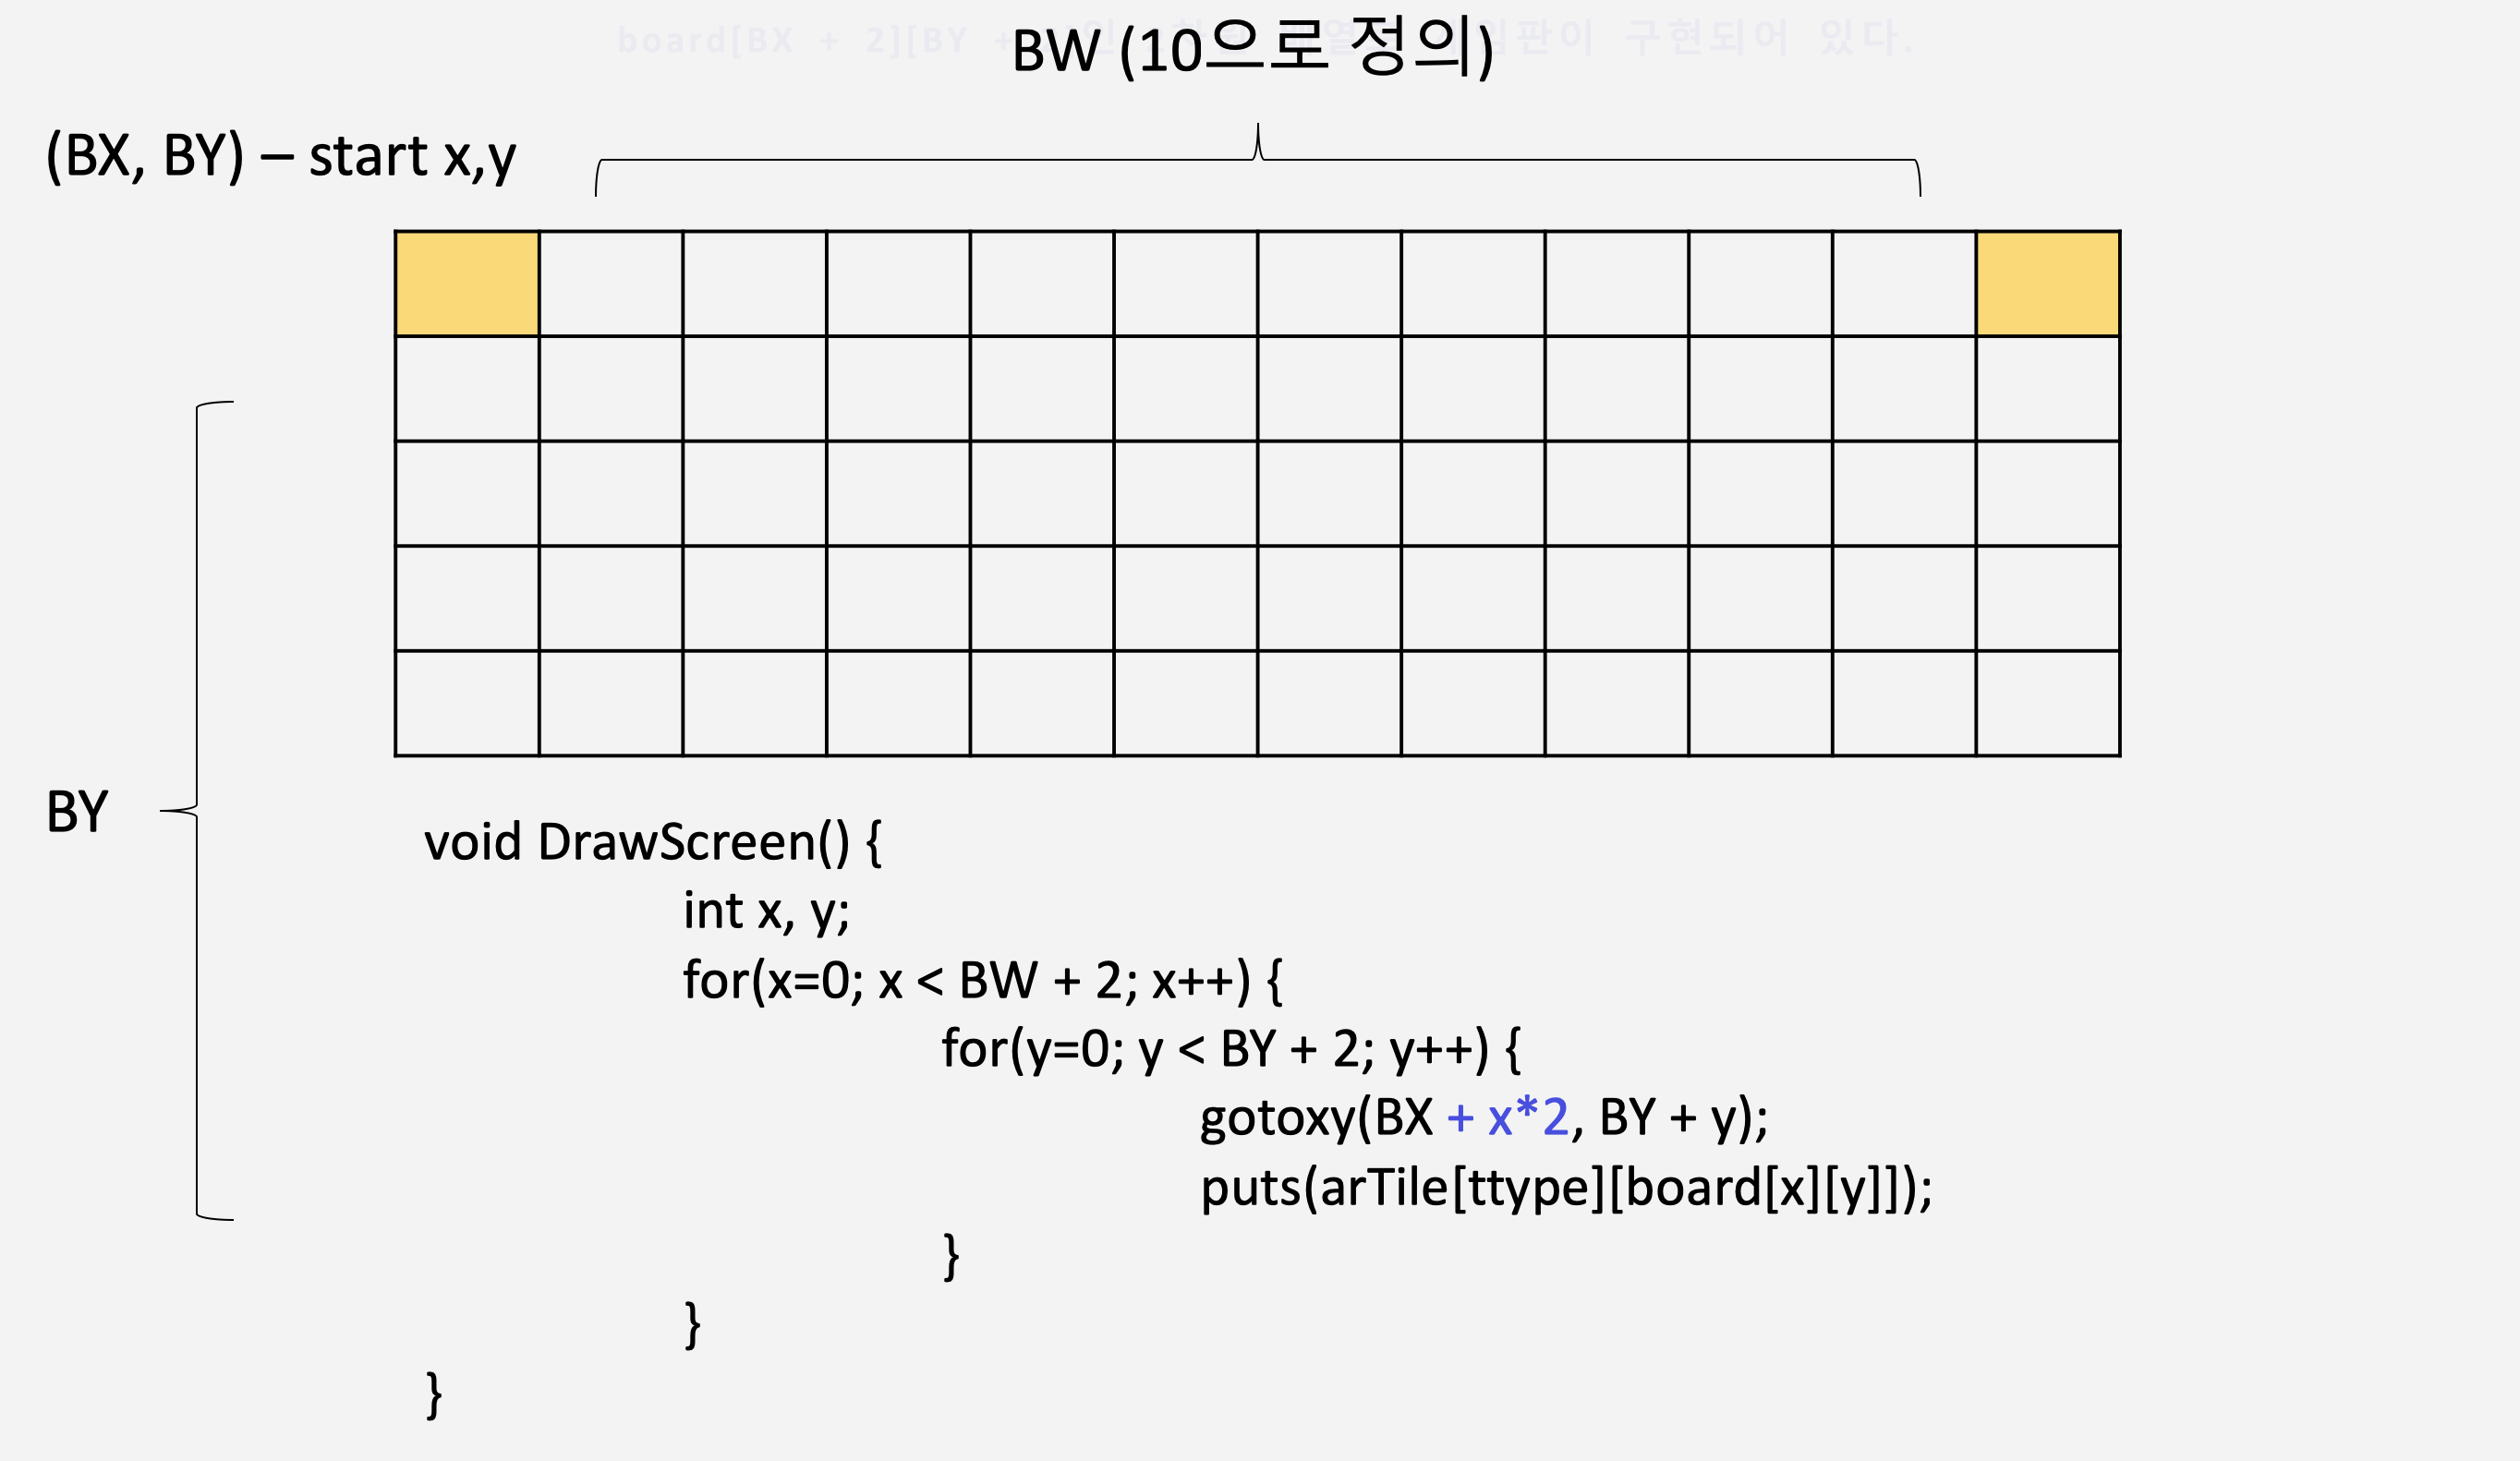 board[BX + 2][BY + 판이 구현되어 있다.
BW (10으로 정의)
(BX, BY) – start x,y
BY
void DrawScreen() {
int x, y;
for(x=0; x < BW + 2; x++) {
for(y=0; y < BY + 2; y++) {
gotoxy(BX + x*2, BY + y);
puts(arTile[ttype][board[x][y]]);
}
}
}